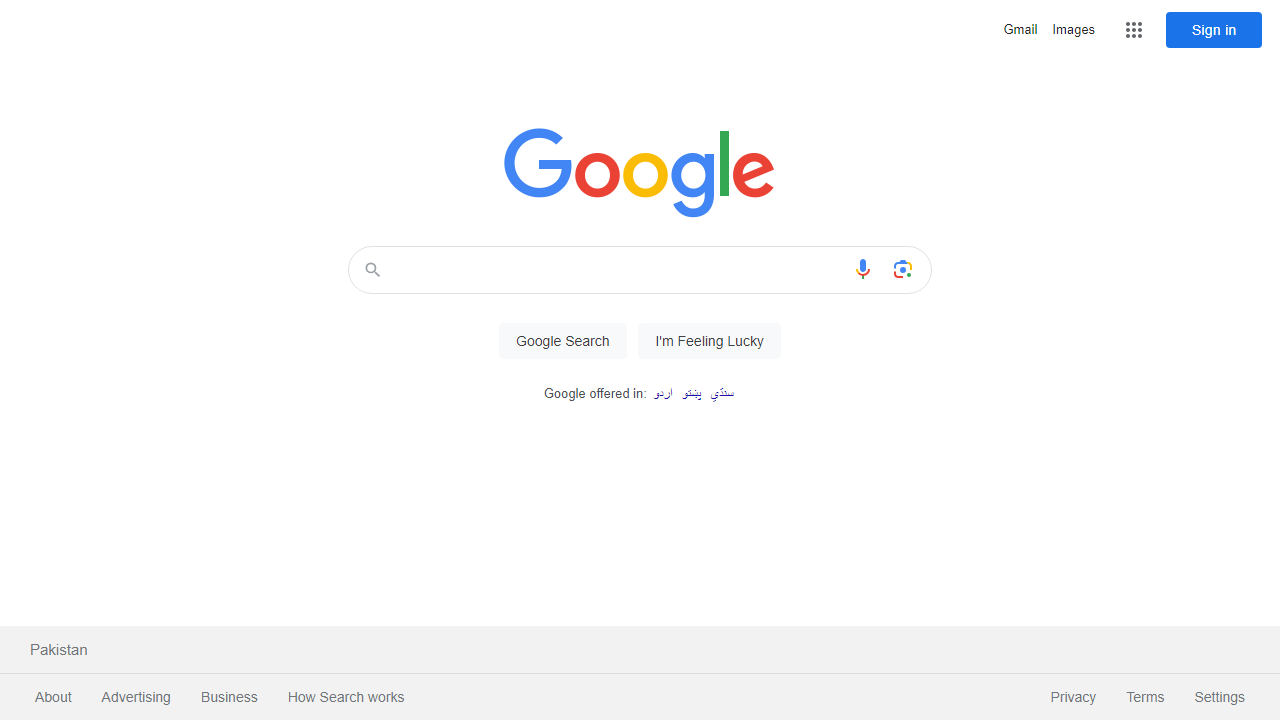 Gmail Images Sign in
Google
Google Search I'm Feeling Lucky
Google offered in: اردو پښتو سنڌي
Pakistan
About Advertising Business How Search works Privacy Terms Settings